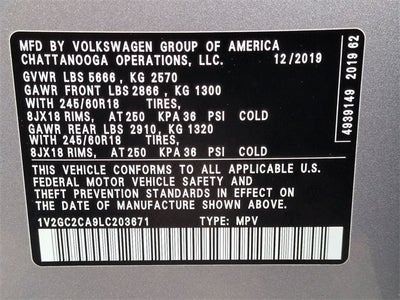 MFD BY VOLKSWAGEN GROUP OF AMERICA
CHATTANOOGA OPERATIONS, LLC. 12/2019
GVWR LBS 5666 , KG 2570
GAWR FRONT LBS 2866 , KG 1300
WITH 245/60R18 TIRES,
8JX18 RIMS, AT 250 KPA 36 PSI COLD
GAWR REAR LBS 2910, KG 1320
WITH 245/60R18 TIRES,
8JX18 RIMS, AT 250 KPA 36 PSI COLD
THIS VEHICLE CONFORMS TO ALL APPLICABLE U.S.
FEDERAL MOTOR VEHICLE SAFETY AND
THEFT PREVENTION STANDARDS IN EFFECT ON
THE DATE OF MANUFACTURE SHOWN ABOVE.
1V2GC2CA9LC203671 TYPE: MPV
4939149 2019 62